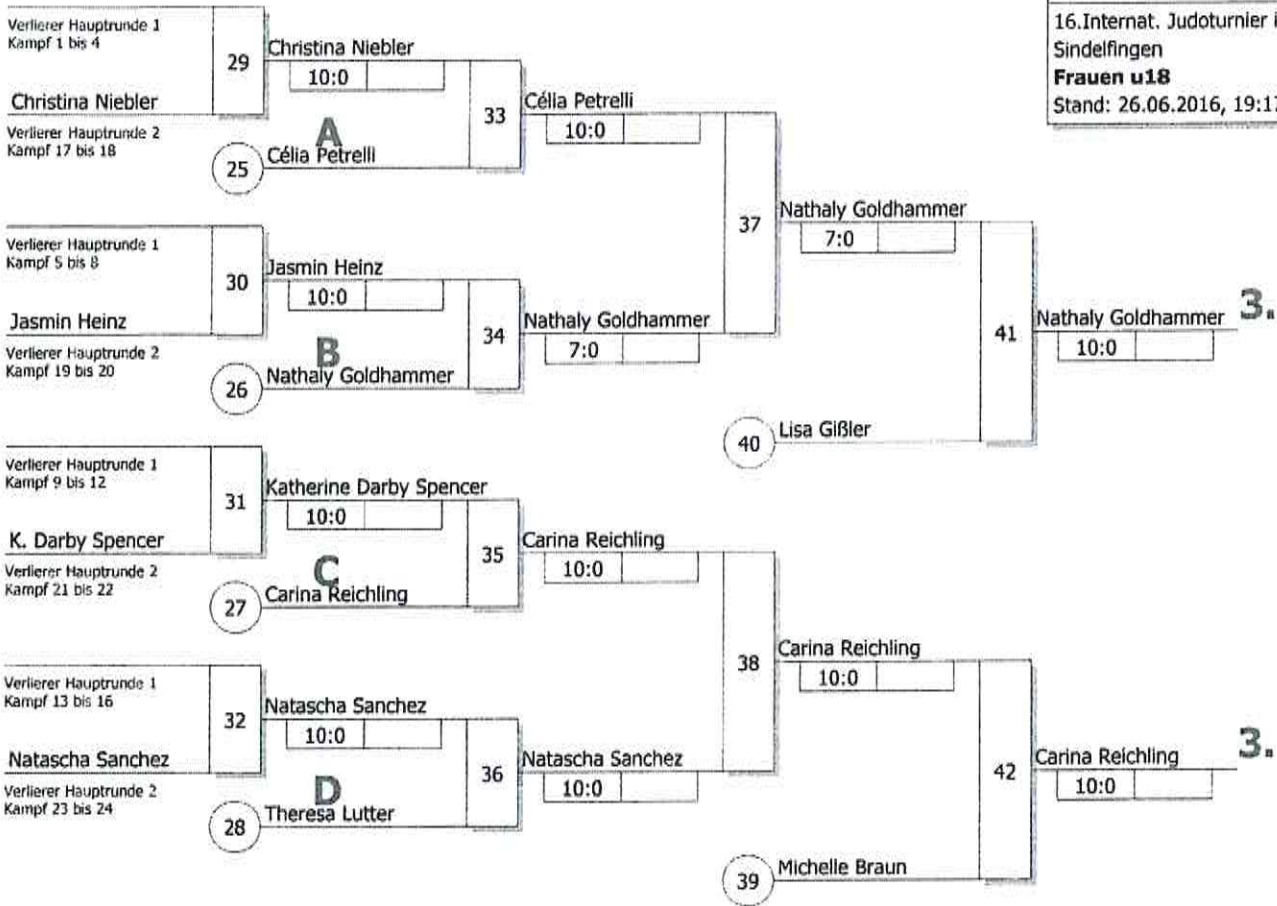 16.Internat. Judoturnier i
Sindelfingen
Frauen u18
Stand: 26.06.2016, 19:17
Verlierer Hauptrunde 1
Kampf 1 bis 4
29
Christina Niebler
10:0
Christina Niebler
Verlierer Hauptrunde 2
Kampf 17 bis 18
A
25
Célia Petrelli
33
Célia Petrelli
10:0
Verlierer Hauptrunde 1
Kampf 5 bis 8
30
Jasmin Heinz
10:0
Jasmin Heinz
Verlierer Hauptrunde 2
Kampf 19 bis 20
B
26
Nathaly Goldhammer
34
Nathaly Goldhammer
7:0
37
Nathaly Goldhammer
7:0
40
Lisa Gißler
41
Nathaly Goldhammer
10:0
3.
Verlierer Hauptrunde 1
Kampf 9 bis 12
31
Katherine Darby Spencer
10:0
K. Darby Spencer
Verlierer Hauptrunde 2
Kampf 21 bis 22
C
27
Carina Reichling
35
Carina Reichling
10:0
Verlierer Hauptrunde 1
Kampf 13 bis 16
32
Natascha Sanchez
10:0
Natascha Sanchez
Verlierer Hauptrunde 2
Kampf 23 bis 24
D
28
Theresa Lutter
36
Natascha Sanchez
10:0
38
Carina Reichling
10:0
39
Michelle Braun
42
Carina Reichling
10:0
3.